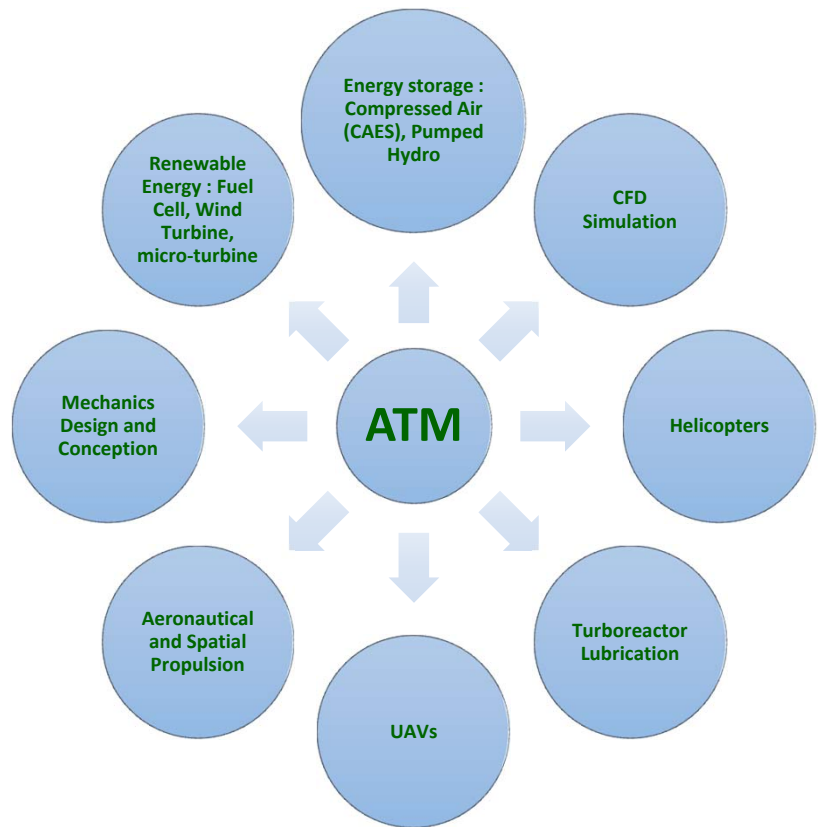 Energy storage :
Compressed Air
(CAES), Pumped
Hydro
CFD
Simulation
Helicopters
Turboreactor
Lubrication
UAVs
Aeronautical
and Spatial
Propulsion
Mechanics
Design and
Conception
Renewable
Energy : Fuel
Cell, Wind
Turbine,
micro-turbine
ATM